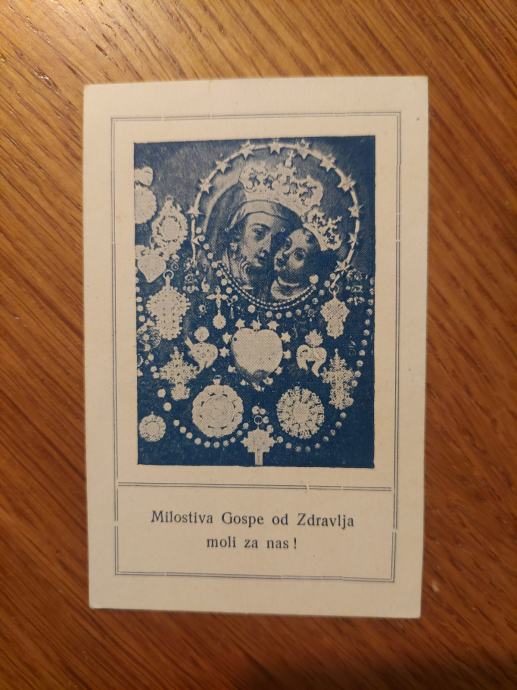 Milostiva Gospe od Zdravlja
moli za nas!